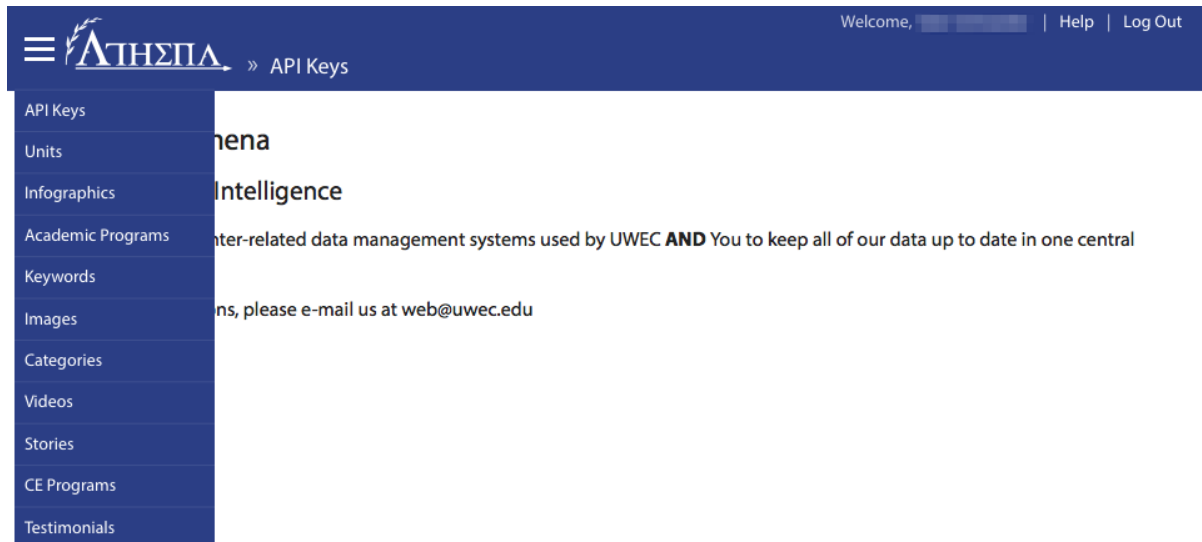 Welcome, | Help | Log Out
ΑΤΗΣΠΑ » API Keys
API Keys
Units
Infographics
Academic Programs
Keywords
Images
Categories
Videos
Stories
CE Programs
Testimonials
hena
Intelligence
nter-related data management systems used by UWEC AND You to keep all of our data up to date in one central
ns, please e-mail us at web@uwec.edu